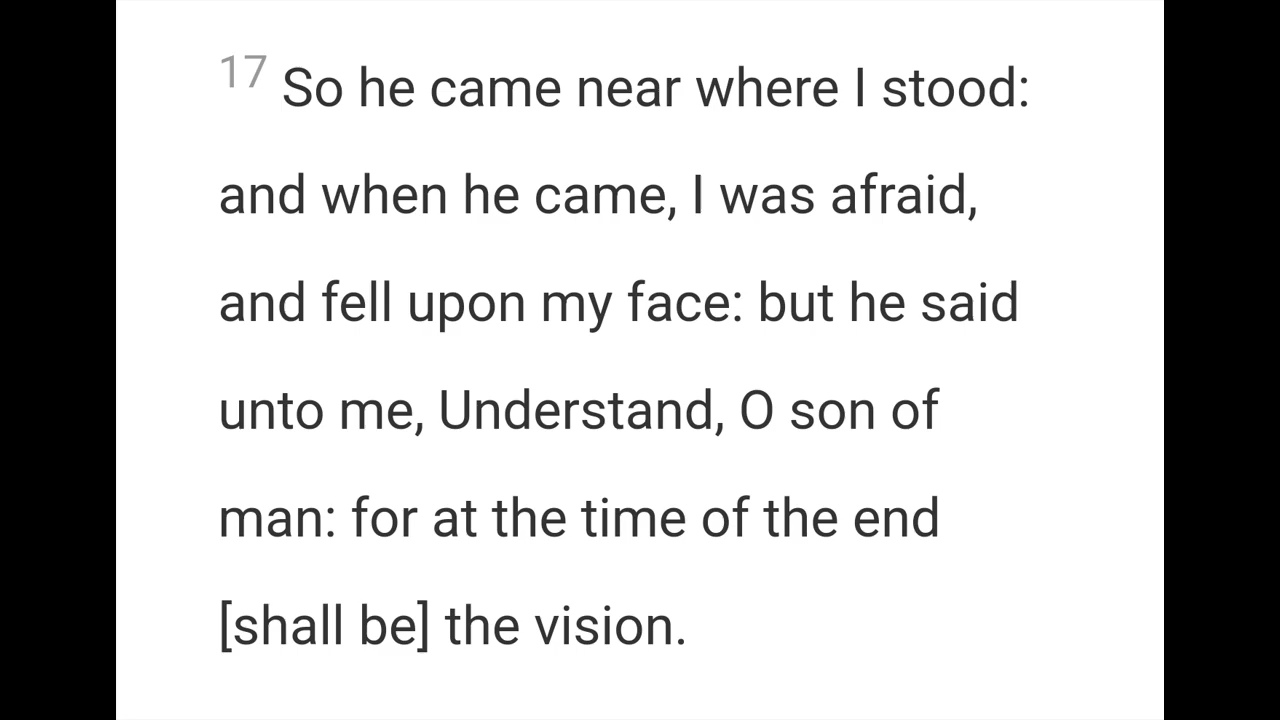 17 So he came near where I stood:
and when he came, I was afraid,
and fell upon my face: but he said
unto me, Understand, O son of
man: for at the time of the end
[shall be] the vision.